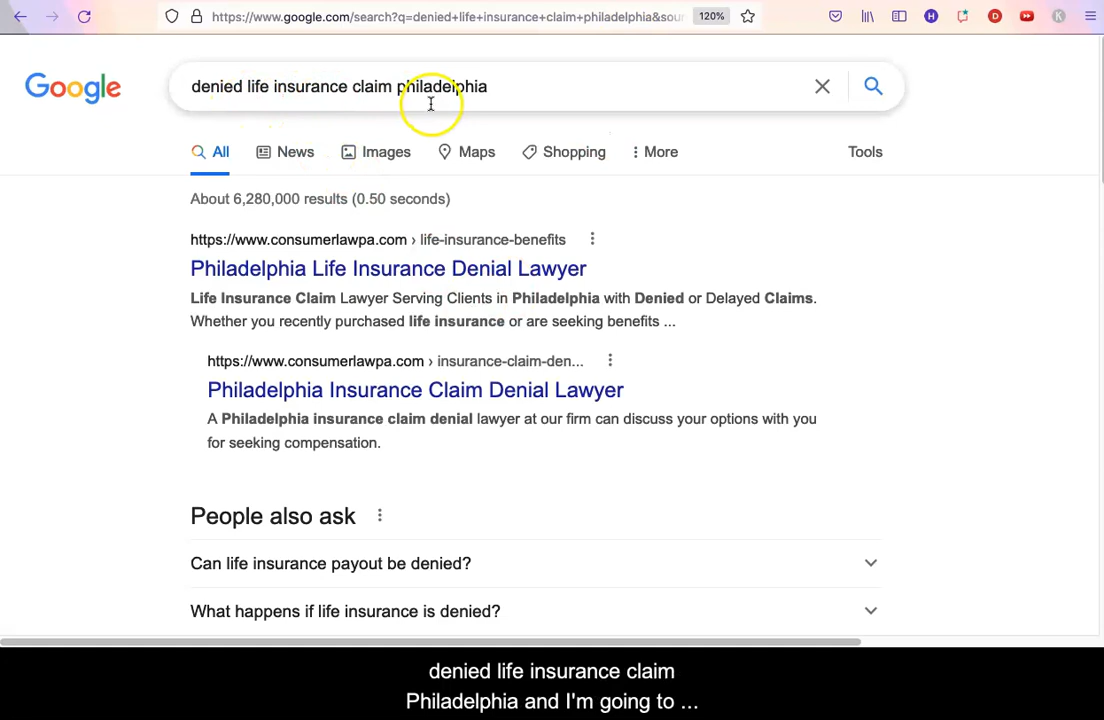 https://www.google.com/search?q=denied+life+insurance+claim+philadelphia&sour
120%
Google
denied life insurance claim philadelphia
All
News
Images
Maps
Shopping
More
Tools
About 6,280,000 results (0.50 seconds)
https://www.consumerlawpa.com › life-insurance-benefits
Philadelphia Life Insurance Denial Lawyer
Life Insurance Claim Lawyer Serving Clients in Philadelphia with Denied or Delayed Claims.
Whether you recently purchased life insurance or are seeking benefits ...
https://www.consumerlawpa.com › insurance-claim-den...
Philadelphia Insurance Claim Denial Lawyer
A Philadelphia insurance claim denial lawyer at our firm can discuss your options with you
for seeking compensation.
People also ask
Can life insurance payout be denied?
What happens if life insurance is denied?
denied life insurance claim
Philadelphia and I'm going to ...